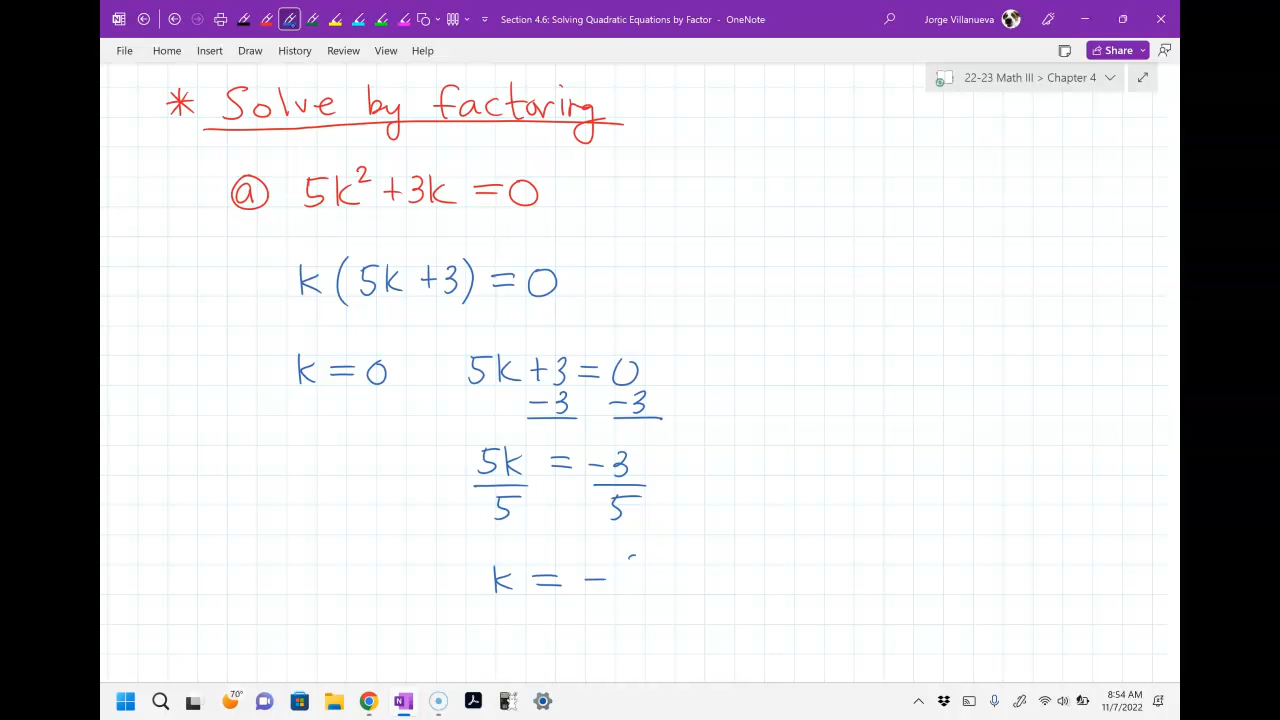 Section 4.6: Solving Quadratic Equations by Factor - OneNote
Jorge Villanueva
File Home Insert Draw History Review View Help
Share
22-23 Math III > Chapter 4
* Solve by factoring
ⓐ 5k² + 3k = 0
k(5k + 3) = 0
k = 0 5k + 3 = 0
-3 -3
5k = -3
5 5
k = -
70°
8:54 AM
11/7/2022